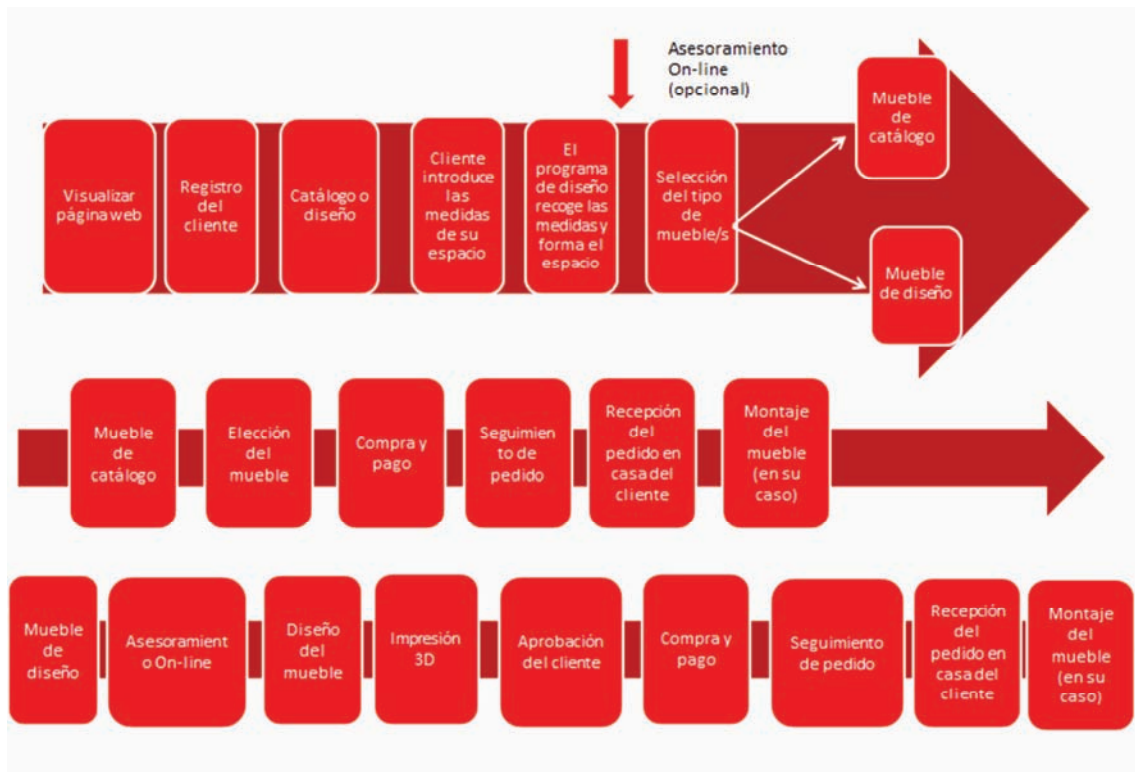 Asesoramiento
On-line
(opcional)
Visualizar
página web
Registro
del
cliente
Catálogo o
diseño
Cliente
introduce
las
medidas
de su
espacio
El
programa
de diseño
recoge las
medidas y
forma el
espacio
Selección
del tipo
de
mueble/s
Mueble
de
catálogo
Mueble
de diseño
Mueble
de
catálogo
Elección
del
mueble
Compra y
pago
Seguimien
to de
pedido
Recepción
del
pedido en
casa del
cliente
Montaje
del
mueble
(en su
caso)
Mueble
de
diseño
Asesoramient
o On-line
Diseño
del
mueble
Impresión
3D
Aprobación
del cliente
Compra y
pago
Seguimiento
de pedido
Recepción
del
pedido en
casa del
cliente
Montaje
del
mueble
(en su
caso)